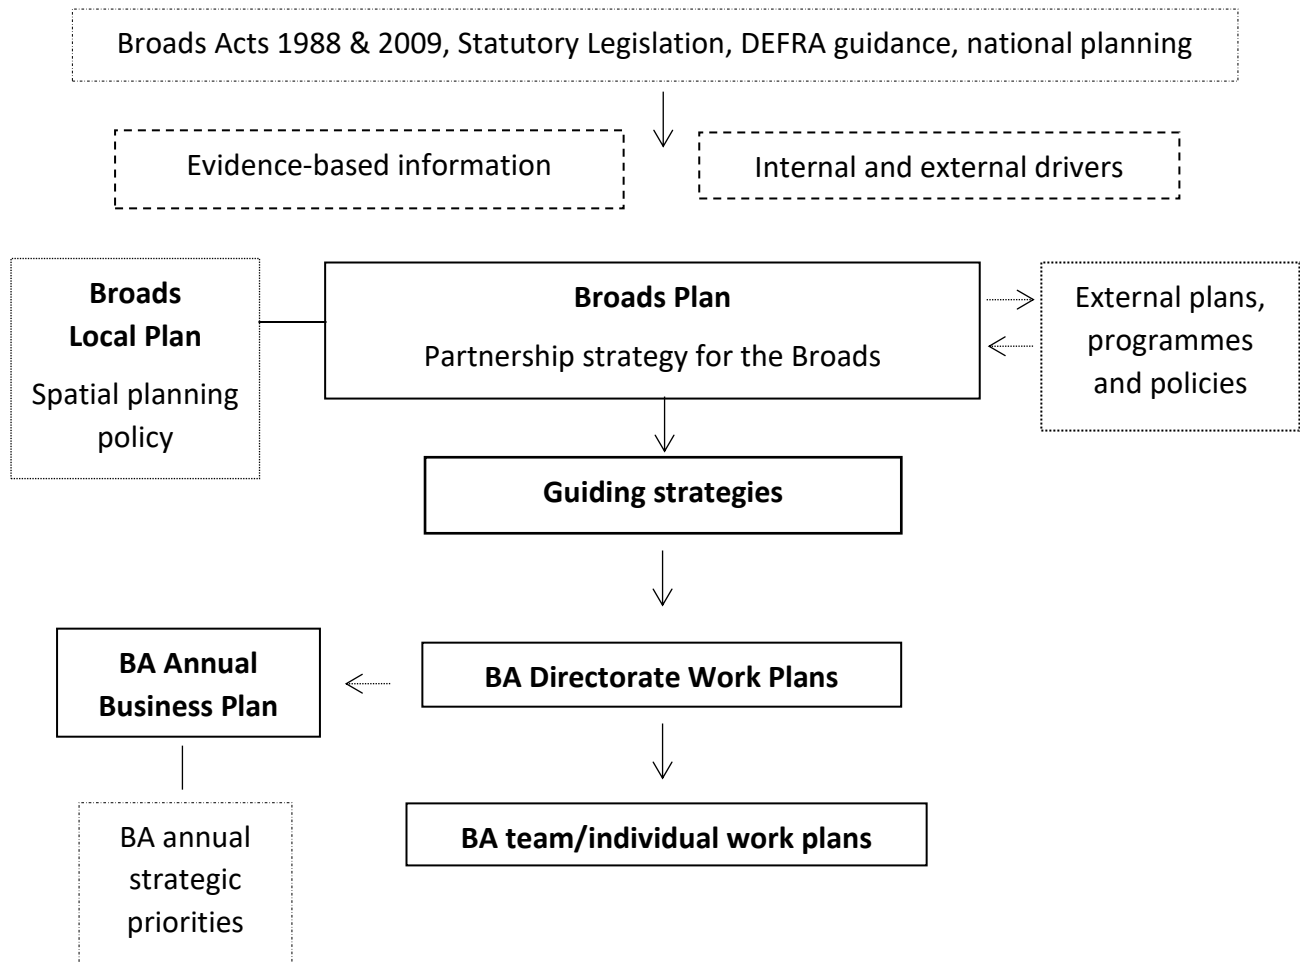 Broads Acts 1988 & 2009, Statutory Legislation, DEFRA guidance, national planning
Evidence-based information
Internal and external drivers
Broads
Local Plan
Spatial planning
policy
Broads Plan
Partnership strategy for the Broads
External plans,
programmes
and policies
Guiding strategies
BA Annual
Business Plan
BA Directorate Work Plans
BA annual
strategic
priorities
BA team/individual work plans